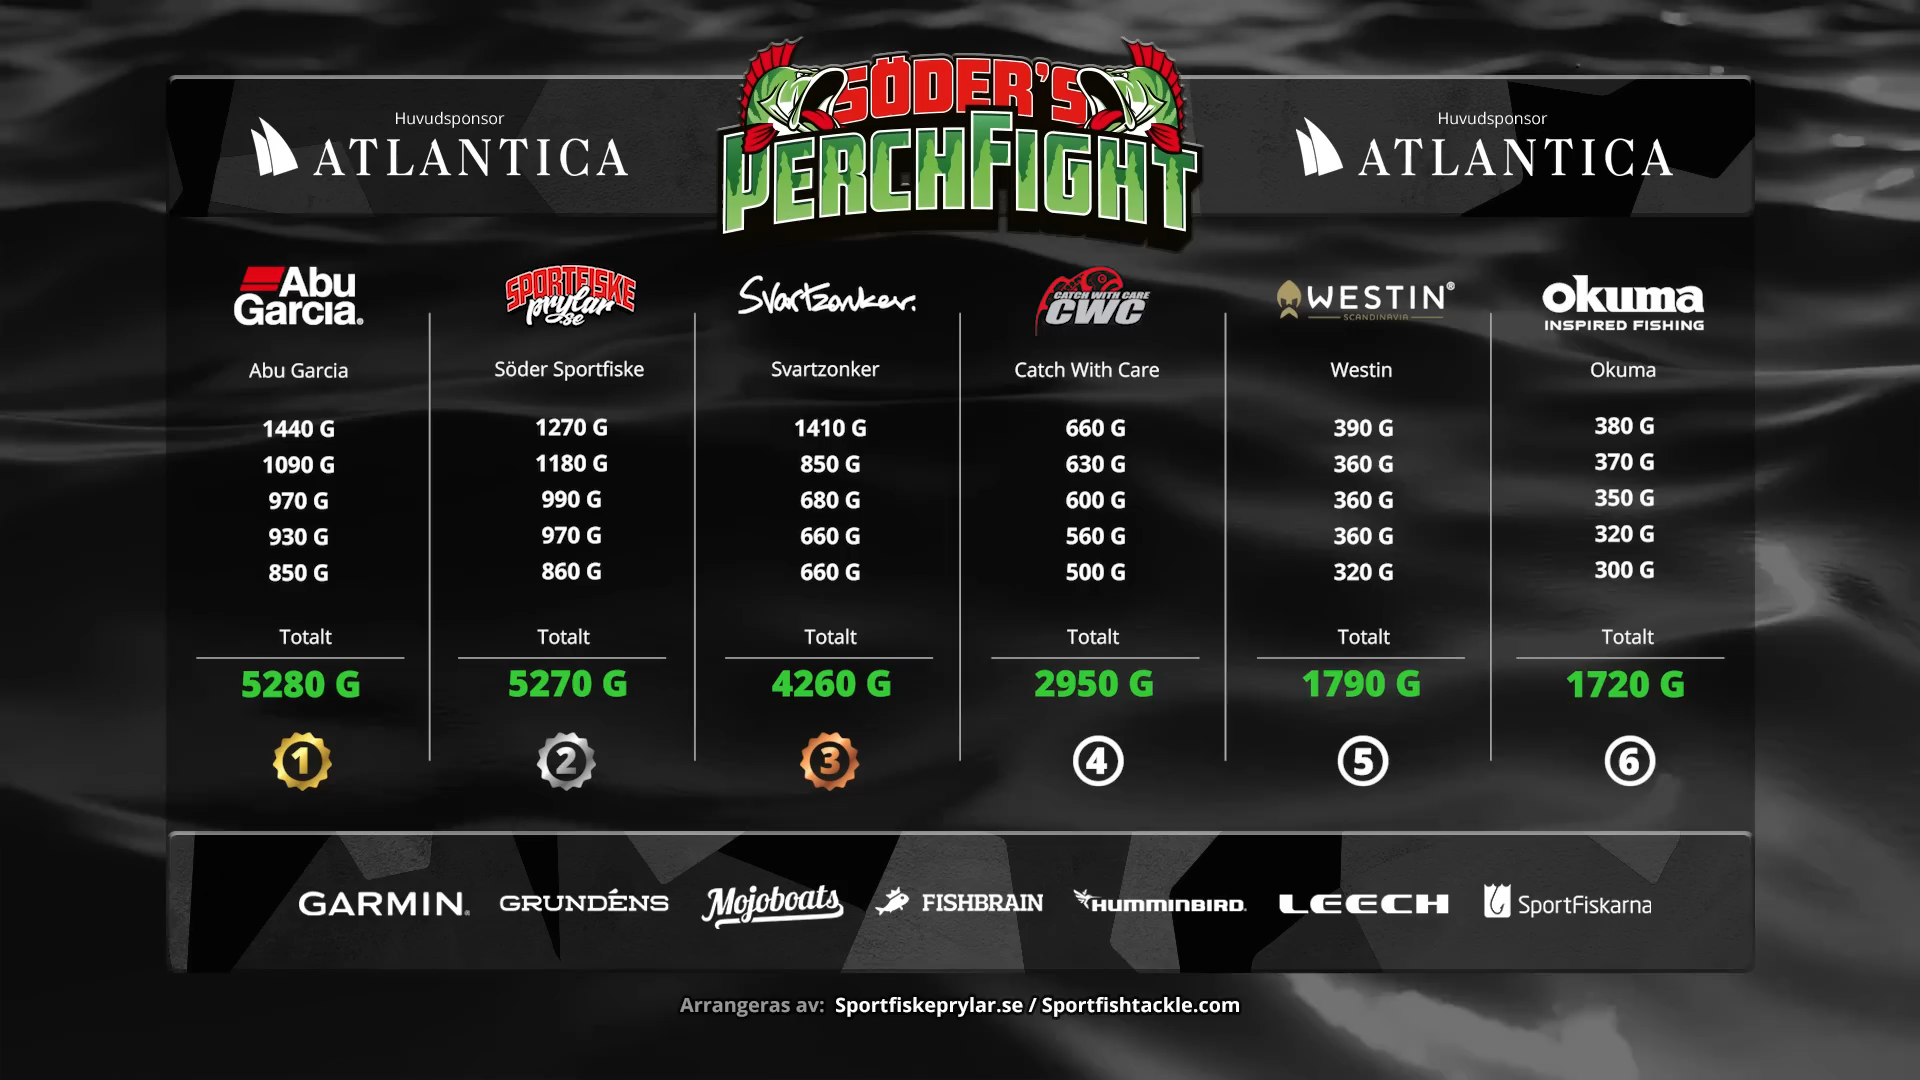 SÖDER'S
PERCHFIGHT
Huvudsponsor
ATLANTICA
Huvudsponsor
ATLANTICA
Abu
Garcia®
SPORTFISKE
prylar
.se
Svartzonker.
CATCH WITH CARE
CWC
WESTIN®
SCANDINAVIA
Okuma
INSPIRED FISHING
Abu Garcia
Söder Sportfiske
Svartzonker
Catch With Care
Westin
Okuma
1440 G
1090 G
970 G
930 G
850 G
Totalt
5280 G
1
1270 G
1180 G
990 G
970 G
860 G
Totalt
5270 G
2
1410 G
850 G
680 G
660 G
660 G
Totalt
4260 G
3
660 G
630 G
600 G
560 G
500 G
Totalt
2950 G
4
390 G
360 G
360 G
360 G
320 G
Totalt
1790 G
5
380 G
370 G
350 G
320 G
300 G
Totalt
1720 G
6
GARMIN®
GRUNDÉNS
Mojoboats
FISHBRAIN
HUMMINBIRD®
LEECH
SportFiskarna
Arrangeras av: Sportfiskeprylar.se / Sportfishtackle.com